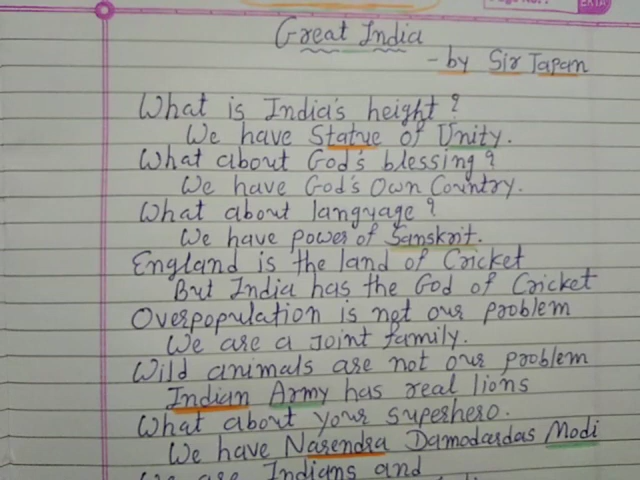 Great India
- by Sir Tapan
What is India's height?
We have Statue of Unity.
What about God's blessing?
We have God's Own Country.
What about language?
We have power of Sanskrit.
England is the land of Cricket
But India has the God of Cricket
Overpopulation is not our problem
We are a Joint family.
Wild animals are not our problem
Indian Army has real lions
What about your superhero.
We have Narendra Damodardas Modi
We are Indians and